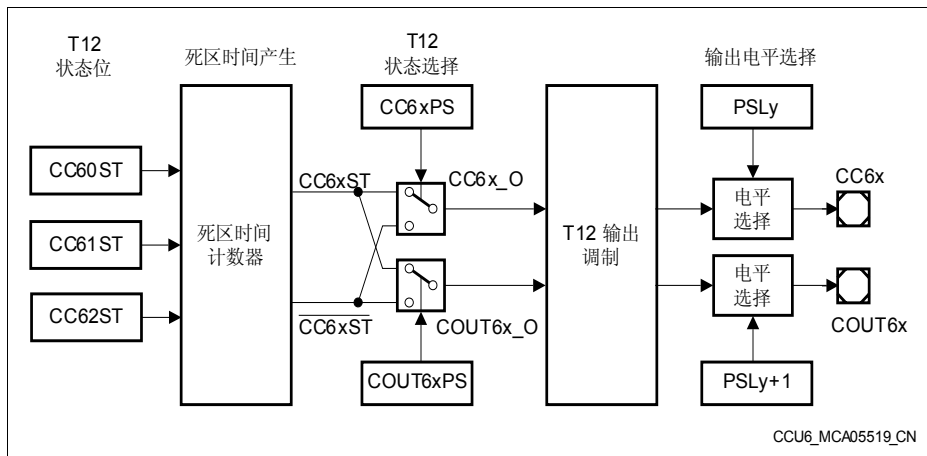 T12
状态位
死区时间产生
T12
状态选择
输出电平选择
CC6xPS
PSLy
CC60ST
CC61ST
CC62ST
死区时间
计数器
CC6xST
CC6xST
CC6x_O
COUT6x_O
COUT6xPS
T12 输出
调制
电平
选择
电平
选择
CC6x
COUT6x
PSLy+1
CCU6_MCA05519_CN